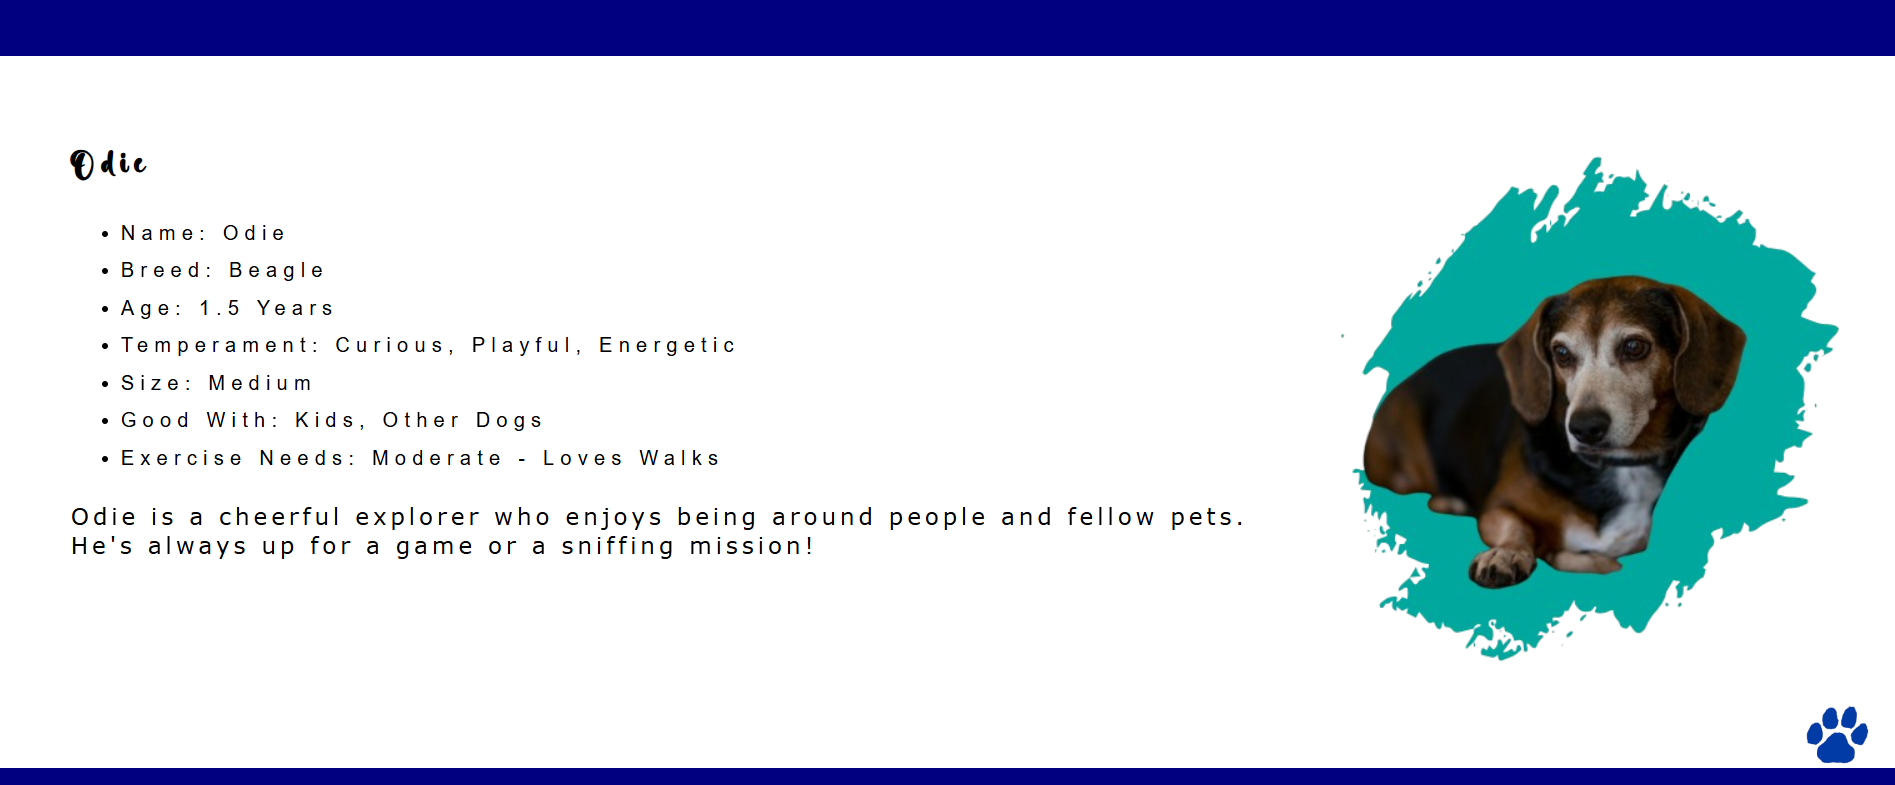 Odie
• Name: Odie
• Breed: Beagle
• Age: 1.5 Years
• Temperament: Curious, Playful, Energetic
• Size: Medium
• Good With: Kids, Other Dogs
• Exercise Needs: Moderate - Loves Walks
Odie is a cheerful explorer who enjoys being around people and fellow pets.
He's always up for a game or a sniffing mission!